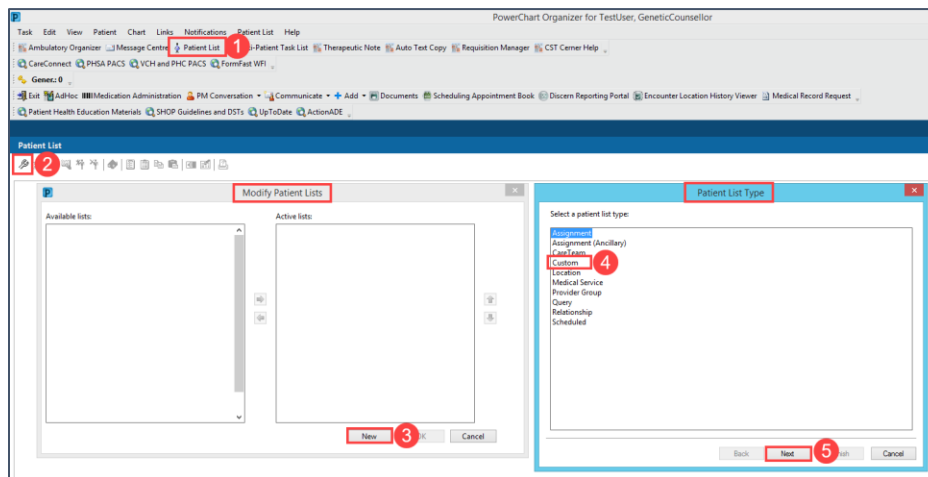 PowerChart Organizer for TestUser, GeneticCounsellor
Task Edit View Patient Chart Links Notifications Patient List Help
Ambulatory Organizer Message Centre Patient List 1 i-Patient Task List Therapeutic Note Auto Text Copy Requisition Manager CST Cerner Help
CareConnect PHSA PACS VCH and PHC PACS FormFast WFI
Genec: 0
Exit AdHoc Medication Administration PM Conversation Communicate Add Documents Scheduling Appointment Book Discern Reporting Portal Encounter Location History Viewer Medical Record Request
Patient Health Education Materials SHOP Guidelines and DSTs UpToDate ActionADE
Patient List
2
Modify Patient Lists
Available lists: Active lists:
New 3 K Cancel
Patient List Type
Select a patient list type:
Assignment
Assignment (Ancillary)
CareTeam
Custom 4
Location
Medical Service
Provider Group
Query
Relationship
Scheduled
Back Next 5 ish Cancel